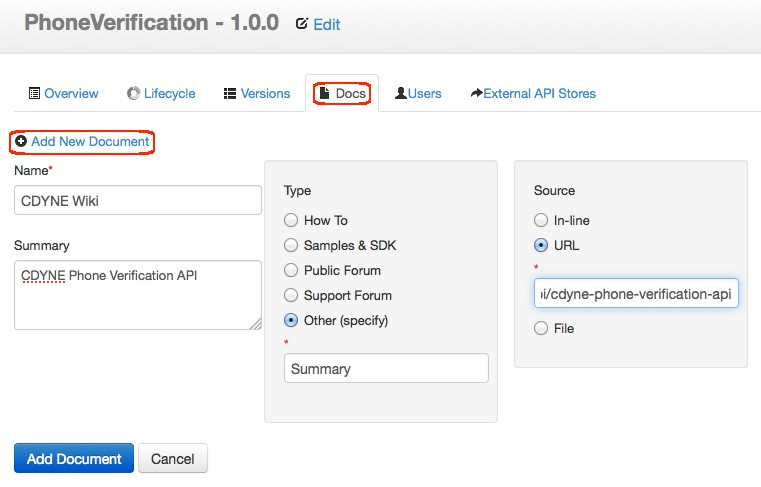 PhoneVerification - 1.0.0 Edit
Overview Lifecycle Versions Docs Users External API Stores
Add New Document
Name*
CDYNE Wiki
Summary
CDYNE Phone Verification API
Type
How To
Samples & SDK
Public Forum
Support Forum
Other (specify)
*
Summary
Source
In-line
URL
*
/cdyne-phone-verification-api
File
Add Document Cancel